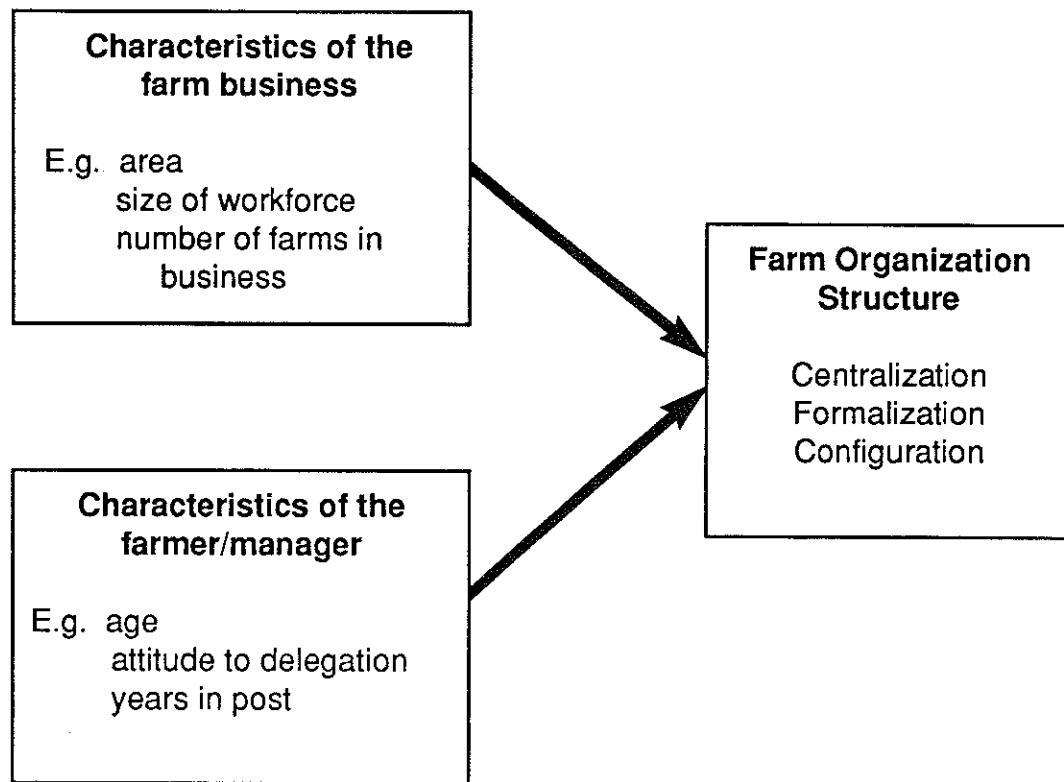 Characteristics of the
farm business
E.g. area
size of workforce
number of farms in
business
Farm Organization
Structure
Centralization
Formalization
Configuration
Characteristics of the
farmer/manager
E.g. age
attitude to delegation
years in post